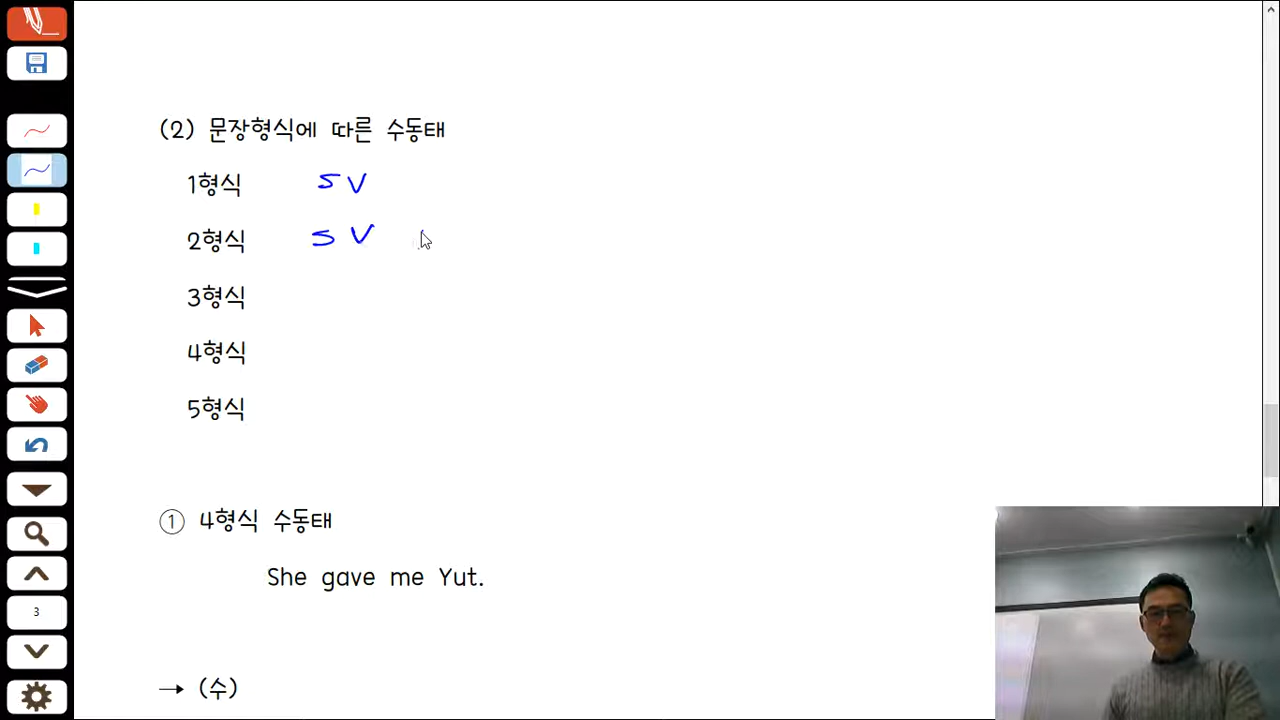 (2) 문장형식에 따른 수동태
1형식 S V
2형식 S V
3형식
4형식
5형식
① 4형식 수동태
She gave me Yut.
→ (수)
3